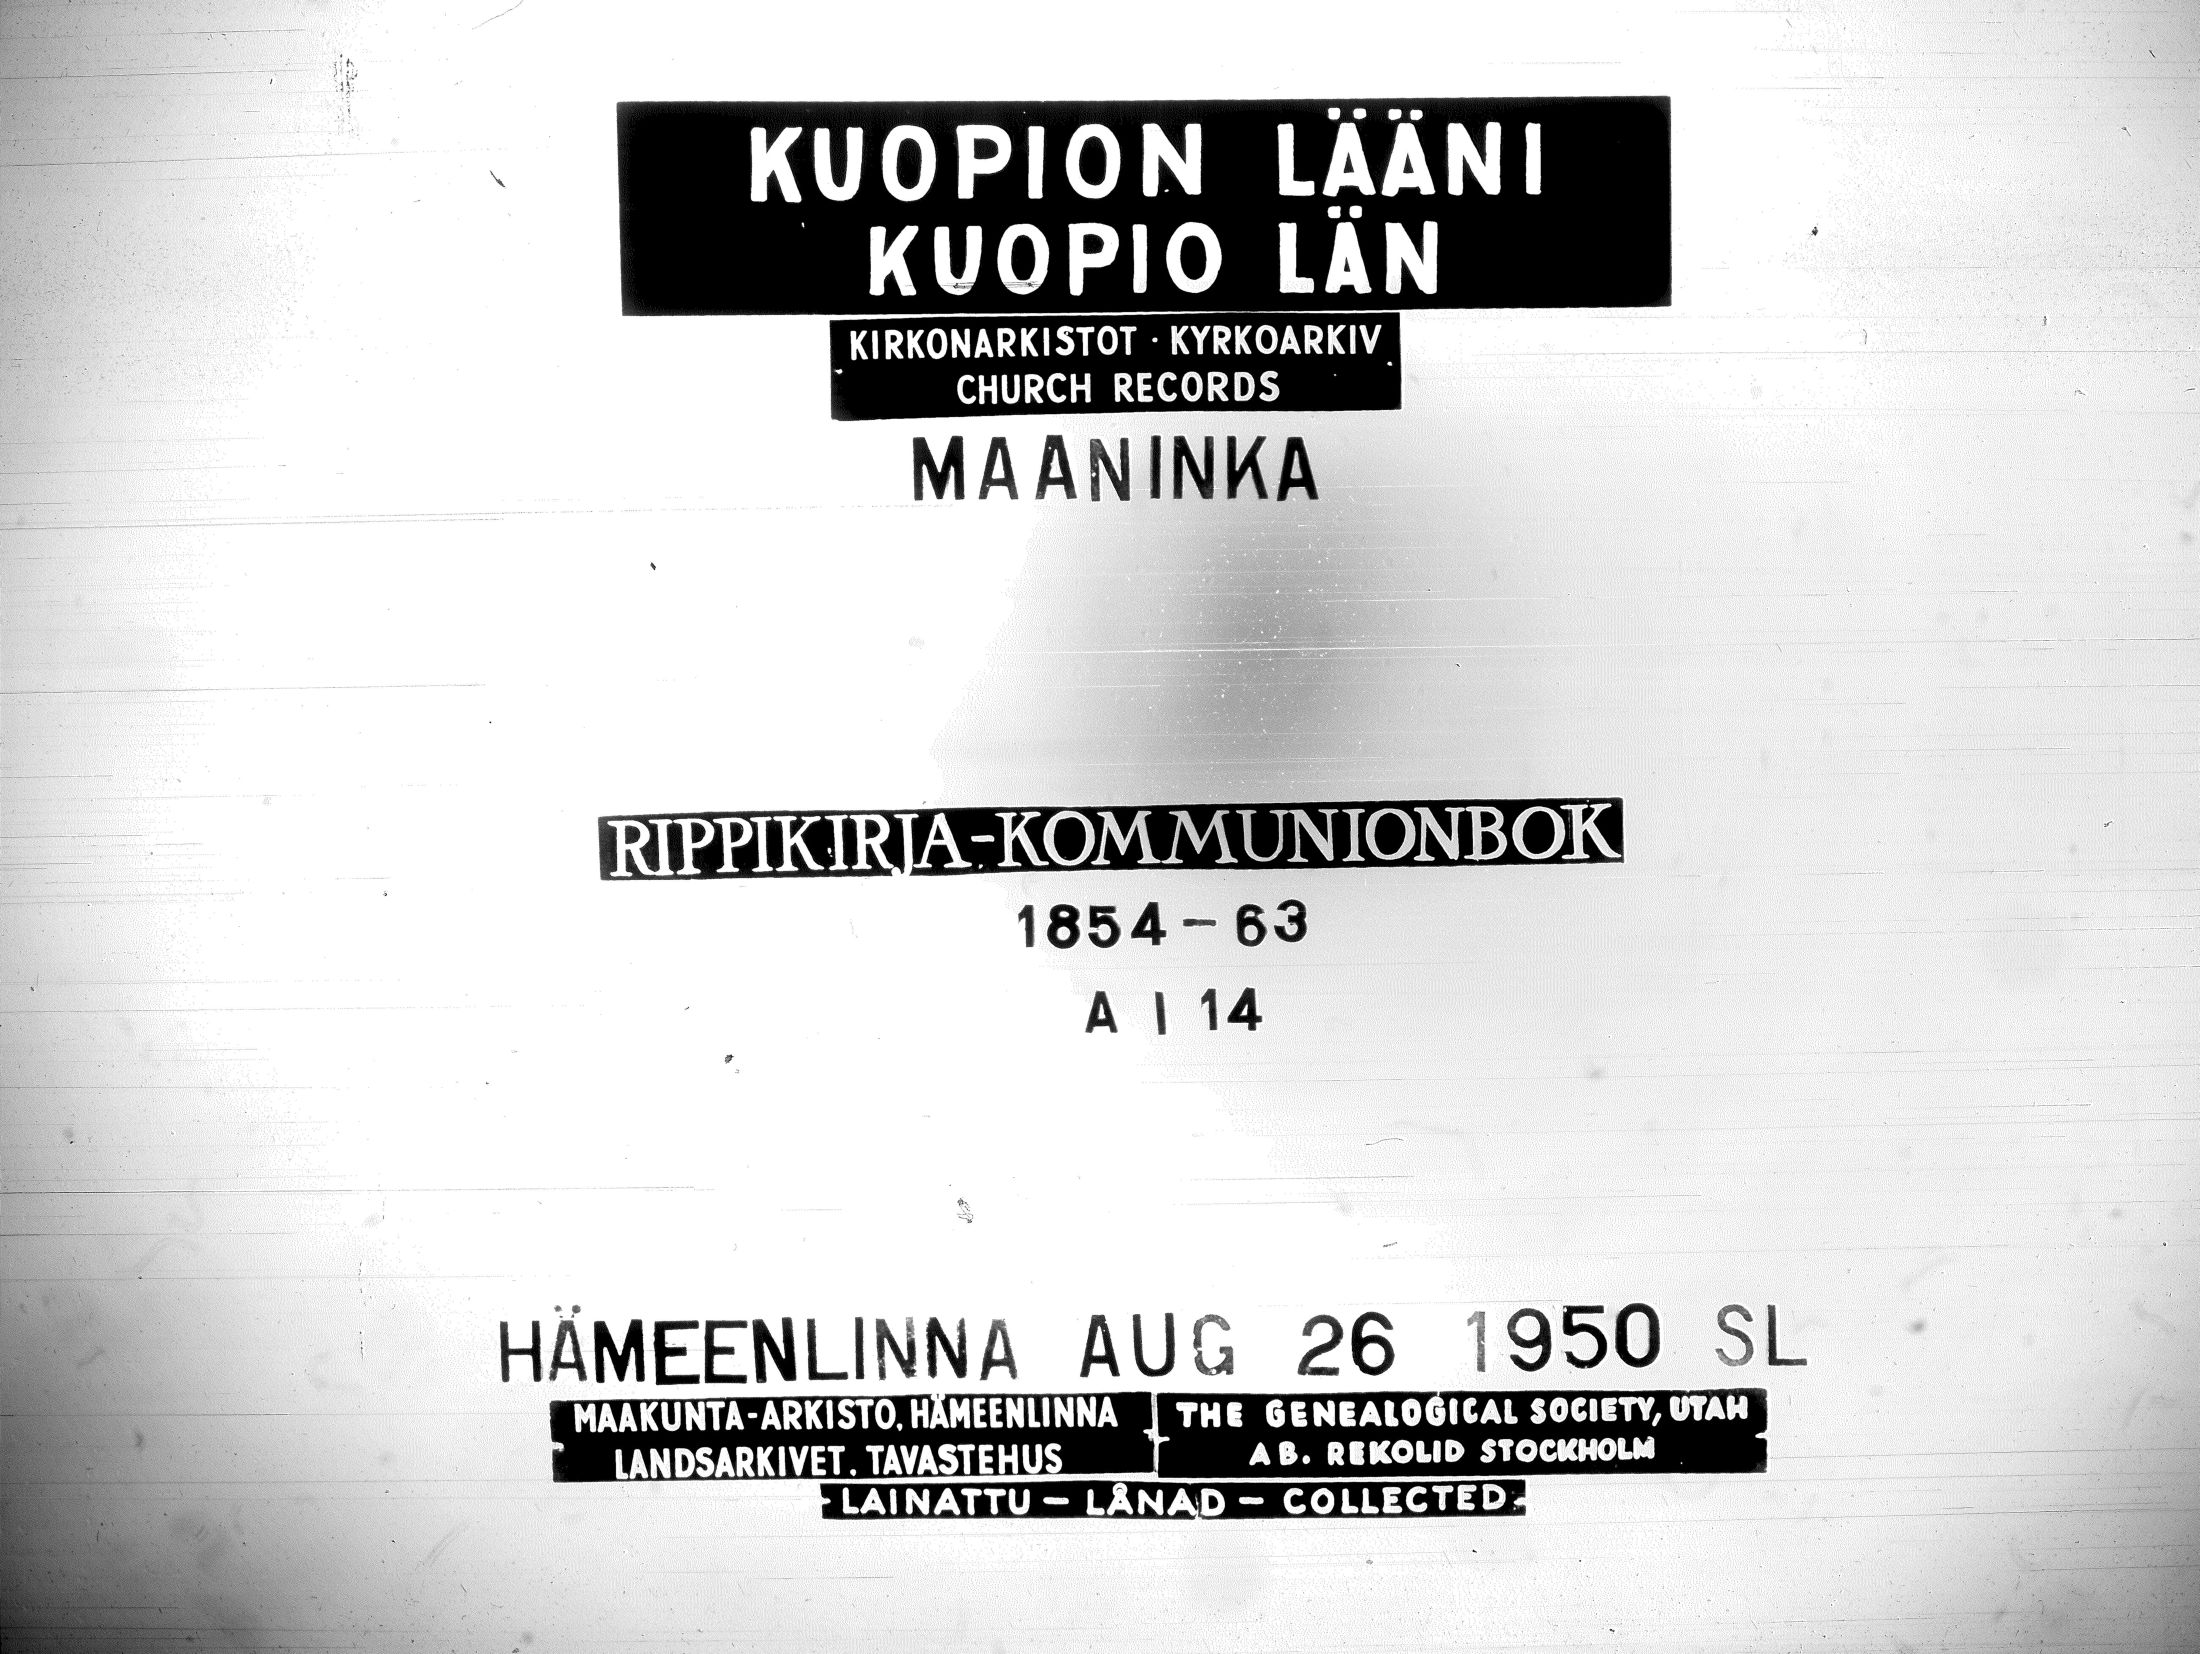 KUOPION LÄÄNI
KUOPIO LÄN
KIRKONARKISTOT · KYRKOARKIV
CHURCH RECORDS
MAANINKA
RIPPIKIRJA-KOMMUNIONBOK
1854-63
A I 14
HÄMEENLINNA AUG 26 1950 SL
MAAKUNTA-ARKISTO, HÄMEENLINNA
LANDSARKIVET. TAVASTEHUS
THE GENEALOGICAL SOCIETY, UTAH
AB. REKOLID STOCKHOLM
LAINATTU - LÅNAD - COLLECTED